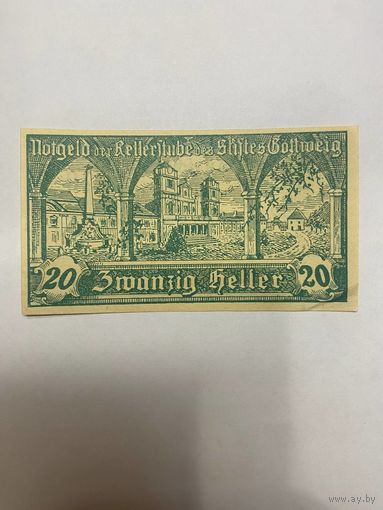 Notgeld der Kellerstube des Stiftes Göttweig
20 Zwanzig Heller 20
www.ay.by